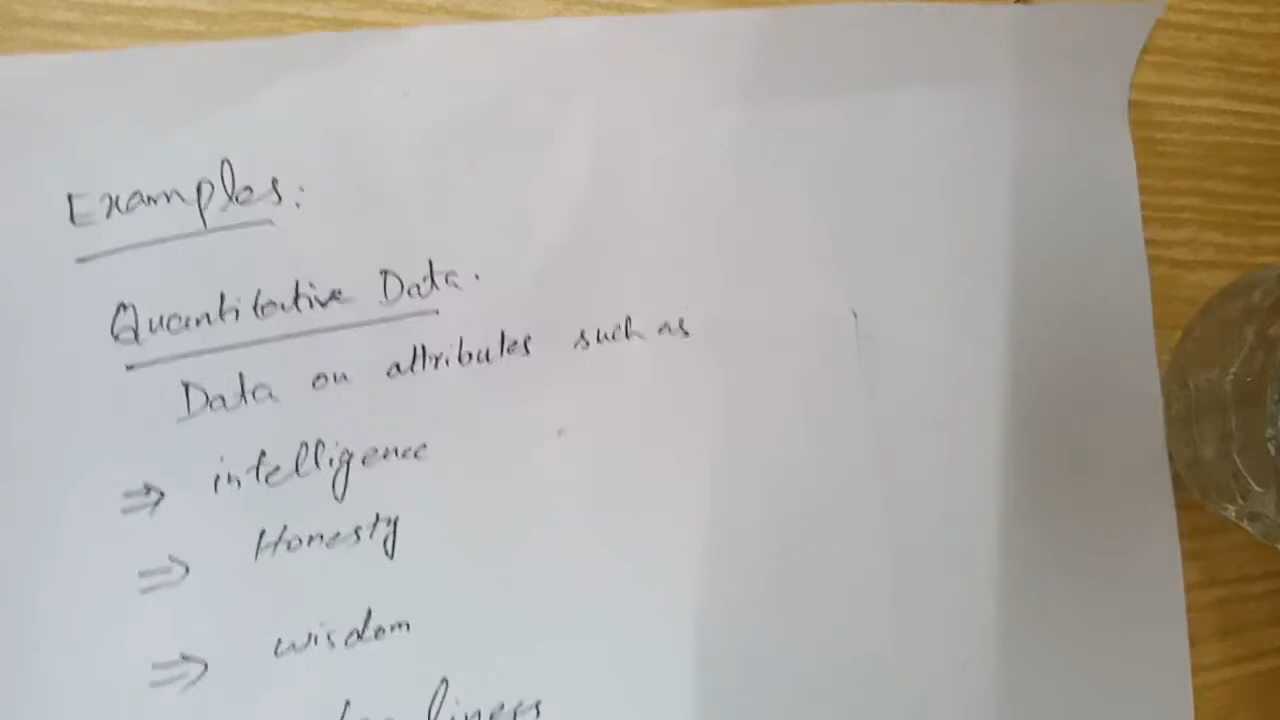 Examples:
Quantitative Data.
Data on attributes such as
⇒ intelligence
⇒ Honesty
⇒ wisdom